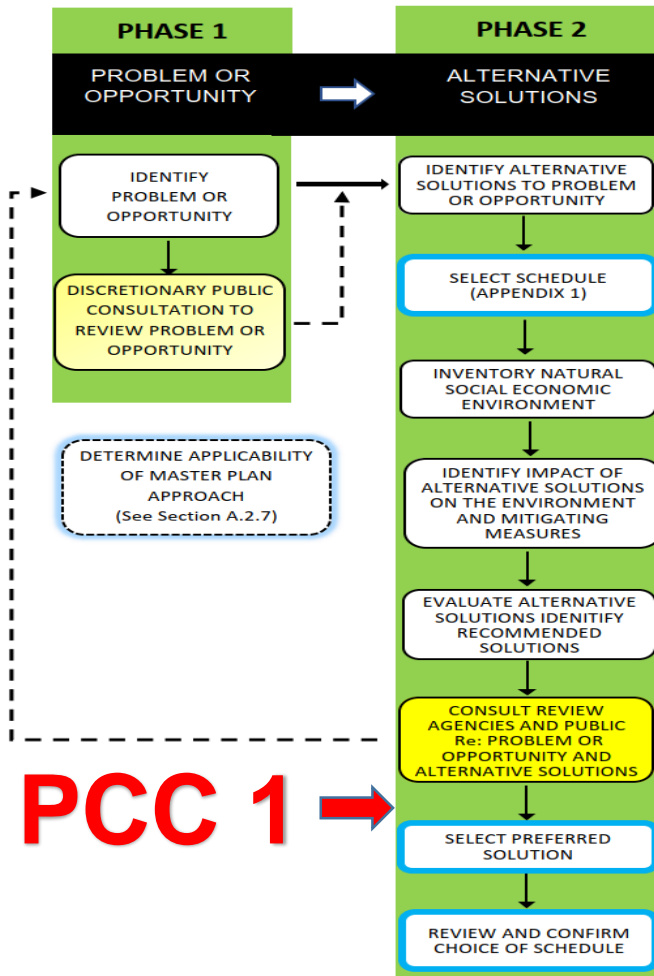 PHASE 1
PROBLEM OR
OPPORTUNITY
IDENTIFY
PROBLEM OR
OPPORTUNITY
DISCRETIONARY PUBLIC
CONSULTATION TO
REVIEW PROBLEM OR
OPPORTUNITY
DETERMINE APPLICABILITY
OF MASTER PLAN
APPROACH
(See Section A.2.7)
PHASE 2
ALTERNATIVE
SOLUTIONS
IDENTIFY ALTERNATIVE
SOLUTIONS TO PROBLEM
OR OPPORTUNITY
SELECT SCHEDULE
(APPENDIX 1)
INVENTORY NATURAL
SOCIAL ECONOMIC
ENVIRONMENT
IDENTIFY IMPACT OF
ALTERNATIVE SOLUTIONS
ON THE ENVIRONMENT
AND MITIGATING
MEASURES
EVALUATE ALTERNATIVE
SOLUTIONS IDENITIFY
RECOMMENDED
SOLUTIONS
CONSULT REVIEW
AGENCIES AND PUBLIC
Re: PROBLEM OR
OPPORTUNITY AND
ALTERNATIVE SOLUTIONS
PCC 1
SELECT PREFERRED
SOLUTION
REVIEW AND CONFIRM
CHOICE OF SCHEDULE